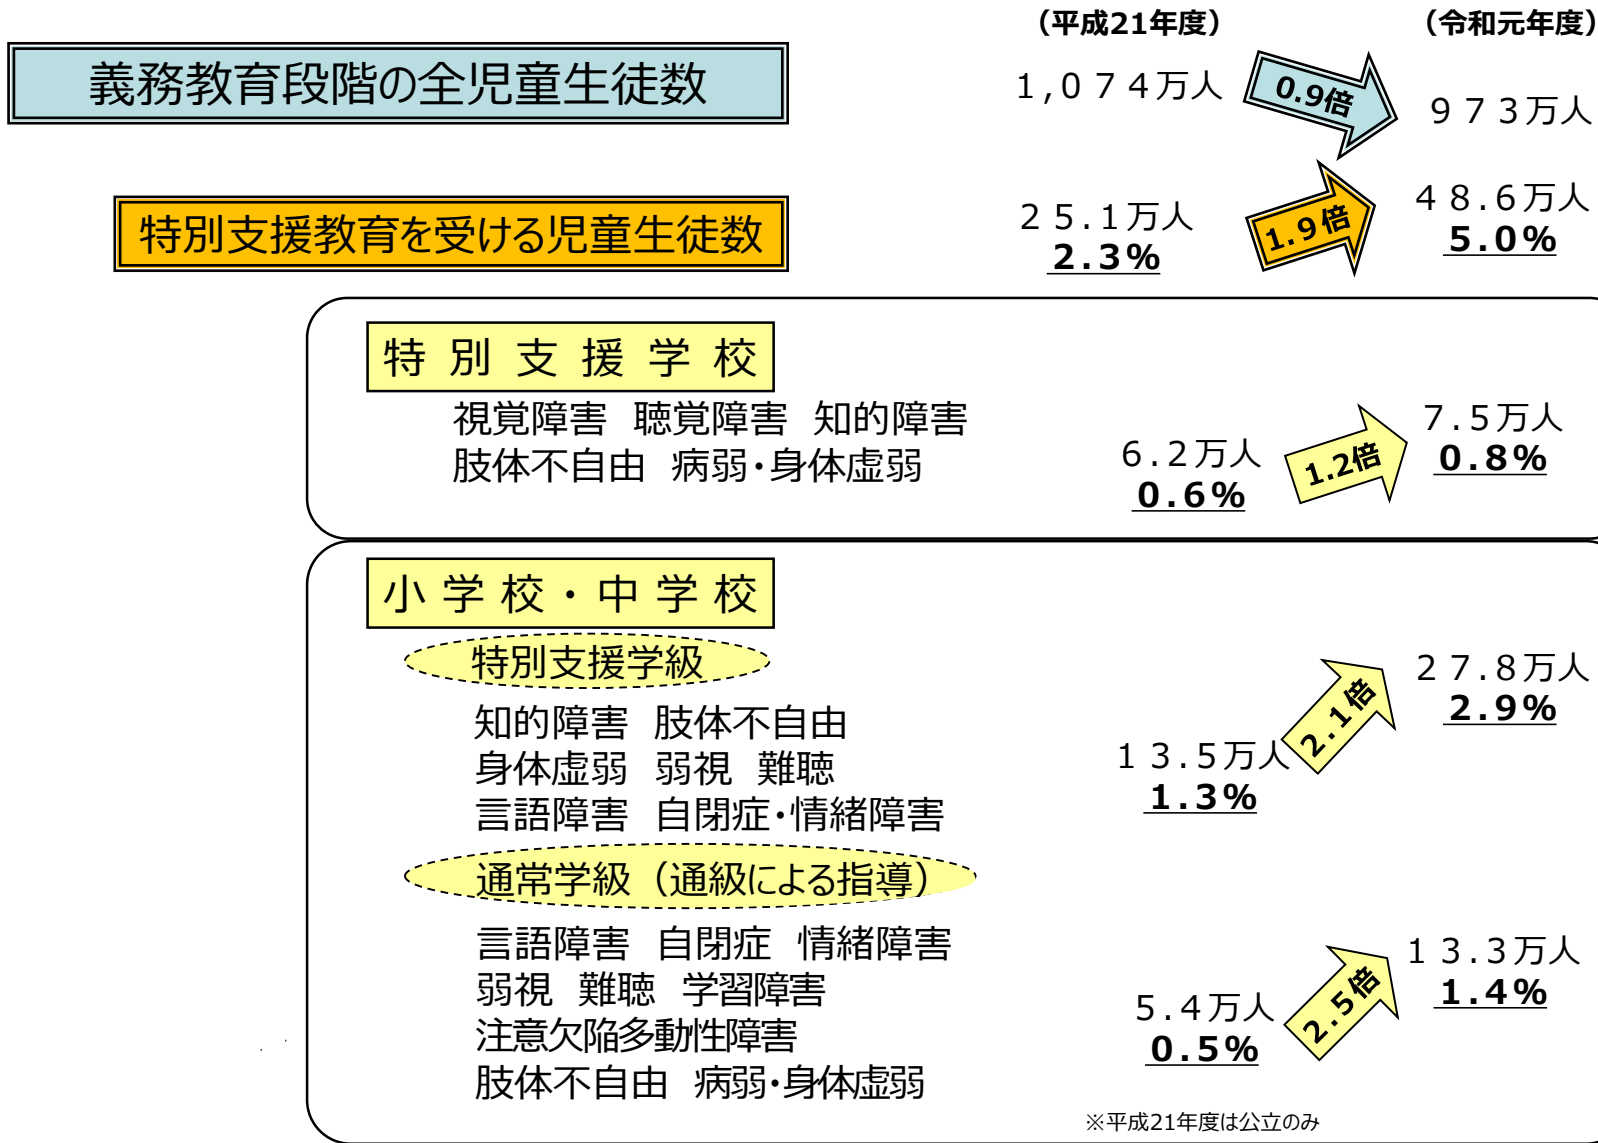 （平成21年度）　（令和元年度）
義務教育段階の全児童生徒数
１,０７４万人　0.9倍　９７３万人
特別支援教育を受ける児童生徒数
２５.１万人　1.9倍　４８.６万人
2.3%　5.0%
特別支援学校
視覚障害　聴覚障害　知的障害
肢体不自由　病弱・身体虚弱
６.２万人　1.2倍　７.５万人
0.6%　0.8%
小学校・中学校
特別支援学級
知的障害　肢体不自由
身体虚弱　弱視　難聴
言語障害　自閉症・情緒障害
１３.５万人　2.1倍　２７.８万人
1.3%　2.9%
通常学級（通級による指導）
言語障害　自閉症　情緒障害
弱視　難聴　学習障害
注意欠陥多動性障害
肢体不自由　病弱・身体虚弱
５.４万人　2.5倍　１３.３万人
0.5%　1.4%
※平成21年度は公立のみ